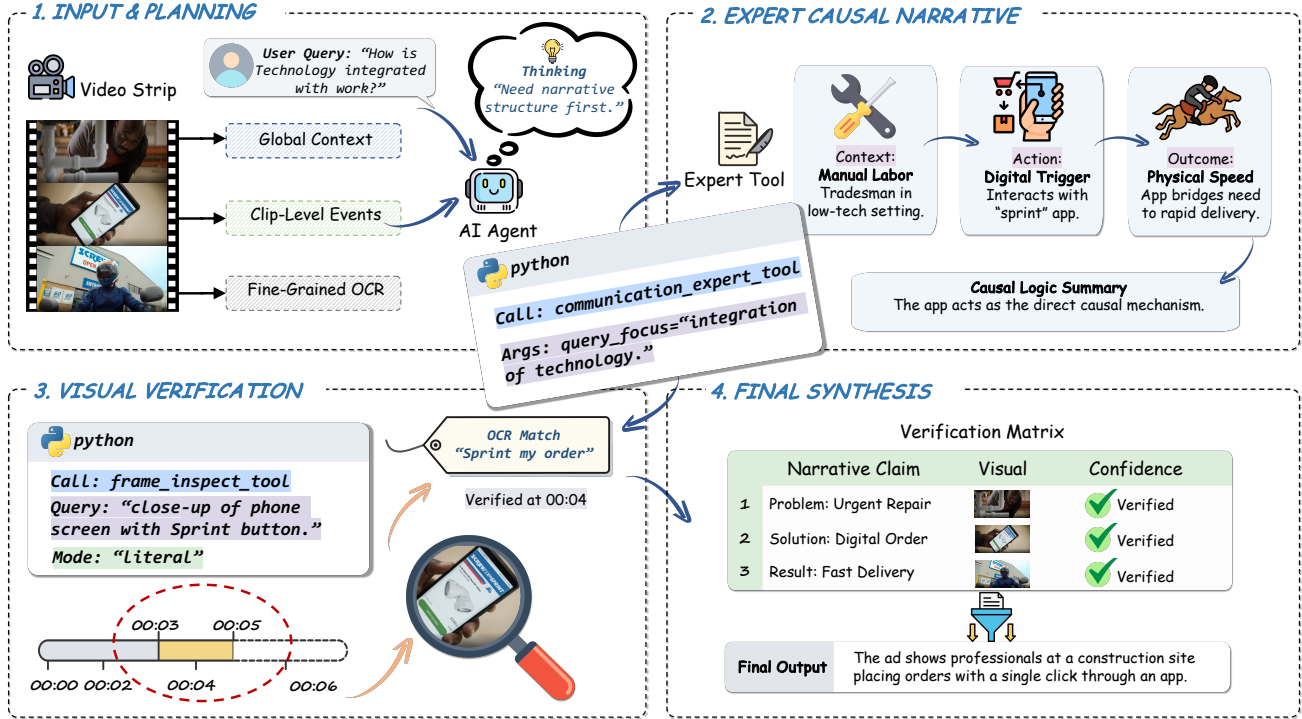 1. INPUT & PLANNING
Video Strip
User Query: “How is
Technology integrated
with work?”
Thinking
“Need narrative
structure first.”
Global Context
Clip-Level Events
Fine-Grained OCR
AI Agent
SCREW
OPEN
python
Call: communication_expert_tool
Args: query_focus=“integration
of technology.”
2. EXPERT CAUSAL NARRATIVE
Expert Tool
Context:
Manual Labor
Tradesman in
low-tech setting.
Action:
Digital Trigger
Interacts with
“sprint” app.
Outcome:
Physical Speed
App bridges need
to rapid delivery.
Causal Logic Summary
The app acts as the direct causal mechanism.
3. VISUAL VERIFICATION
python
Call: frame_inspect_tool
Query: “close-up of phone
screen with Sprint button.”
Mode: “literal”
OCR Match
“Sprint my order”
Verified at 00:04
00:03 00:05
00:00 00:02 00:04 00:06
4. FINAL SYNTHESIS
Verification Matrix
Narrative Claim Visual Confidence
1 Problem: Urgent Repair Verified
2 Solution: Digital Order Verified
3 Result: Fast Delivery Verified
Final Output
The ad shows professionals at a construction site
placing orders with a single click through an app.